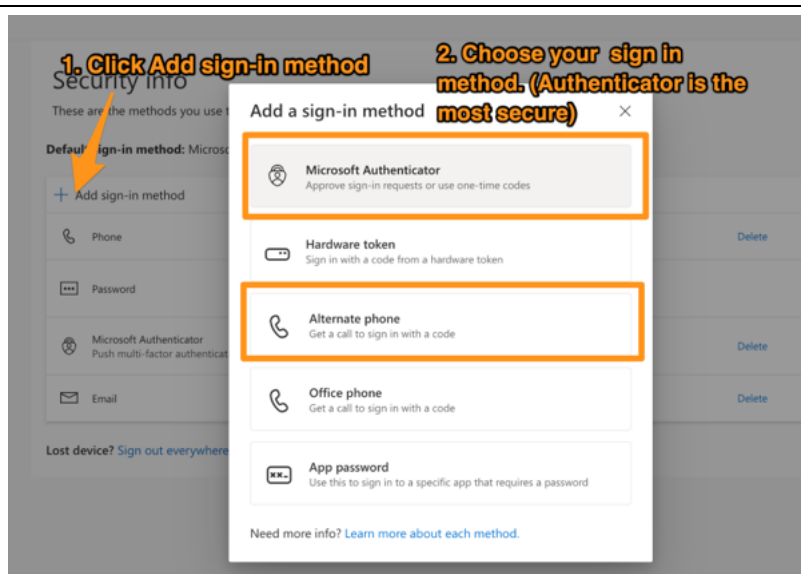 1. Click Add sign-in method
2. Choose your sign in
method. (Authenticator is the
most secure)
Security info
These are the methods you use t
Default sign-in method: Microso
+ Add sign-in method
Phone
Delete
Password
Microsoft Authenticator
Push multi-factor authenticat
Delete
Email
Delete
Lost device? Sign out everywhere
Add a sign-in method
Microsoft Authenticator
Approve sign-in requests or use one-time codes
Hardware token
Sign in with a code from a hardware token
Alternate phone
Get a call to sign in with a code
Office phone
Get a call to sign in with a code
App password
Use this to sign in to a specific app that requires a password
Need more info? Learn more about each method.